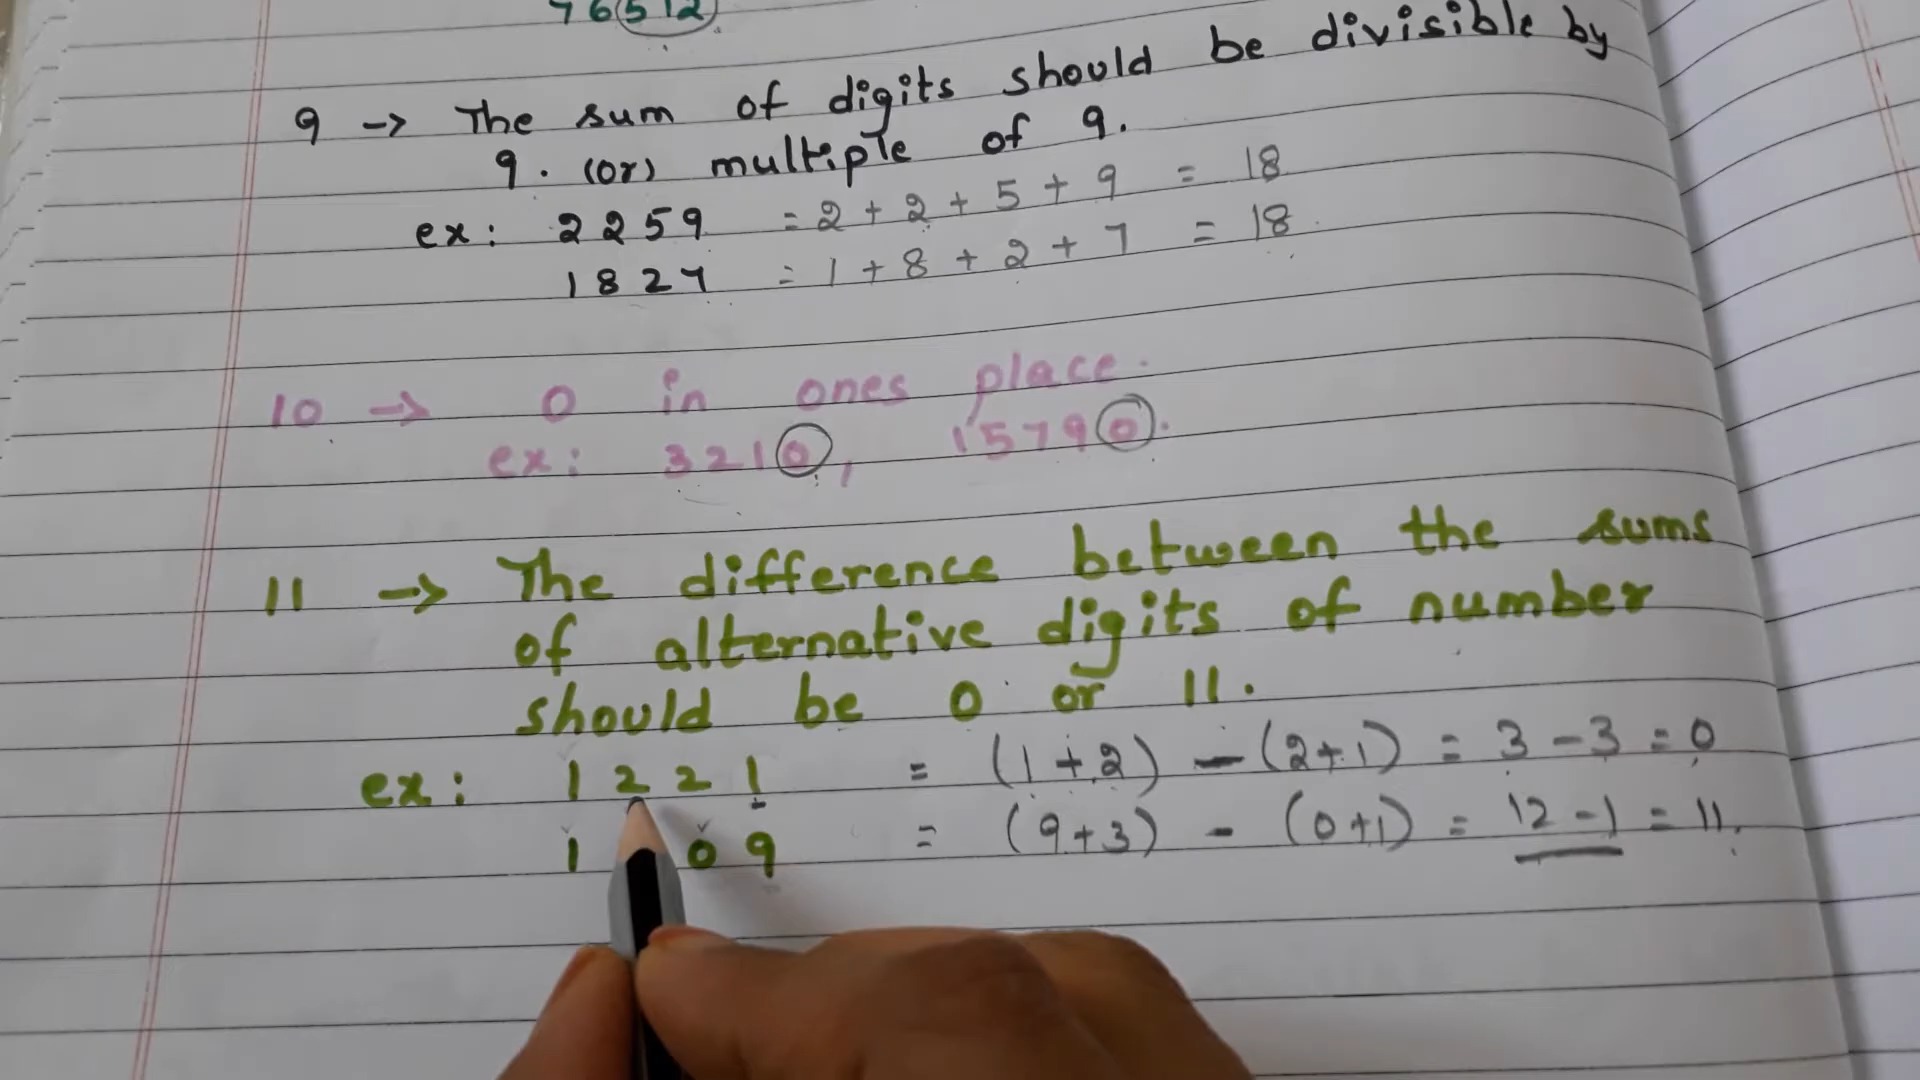 76512
9 -> The sum of digits should be divisible by
9. (or) multiple of 9.
ex: 2259 = 2 + 2 + 5 + 9 = 18
1827 = 1 + 8 + 2 + 7 = 18
10 -> 0 in ones place.
ex: 3210, 15790.
11 -> The difference between the sums
of alternative digits of number
should be 0 or 11.
ex: 1221 = (1+2) - (2+1) = 3 - 3 = 0
1 09 = (9+3) - (0+1) = 12 - 1 = 11.